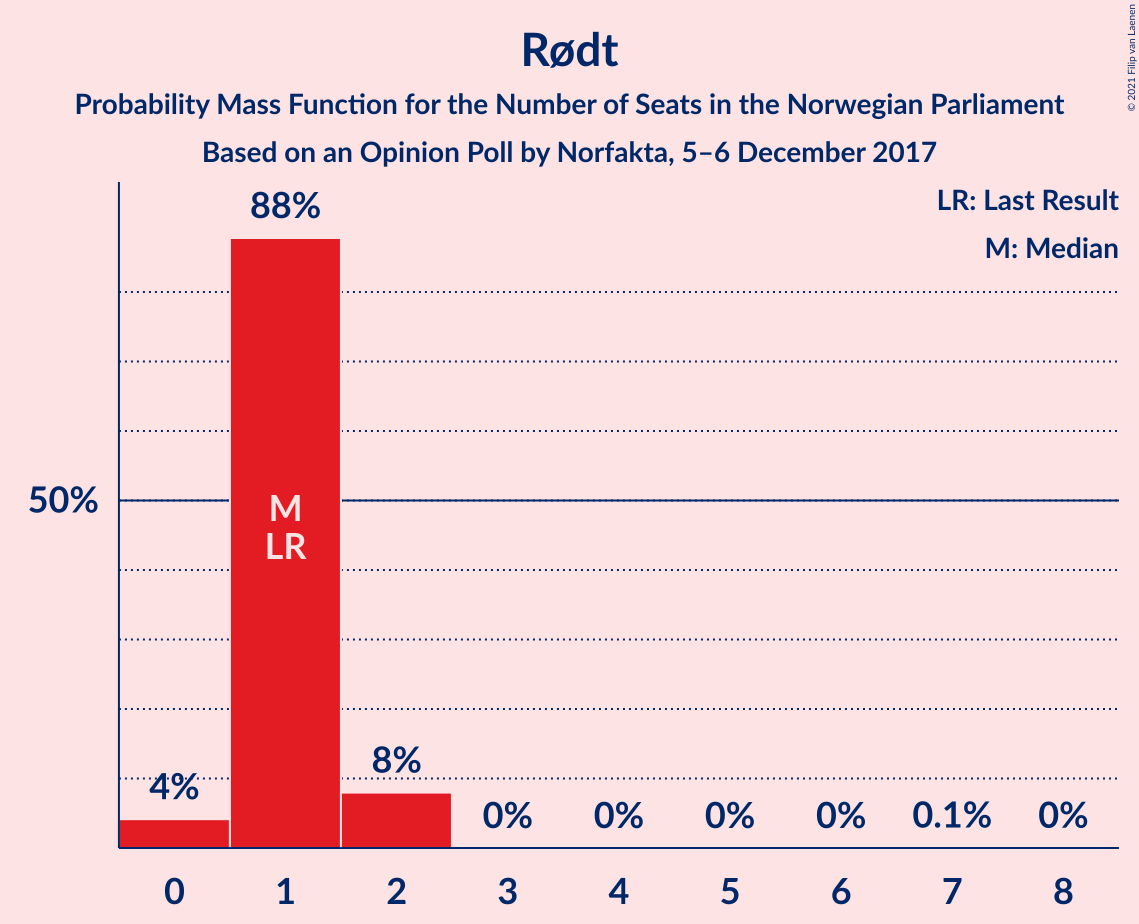 Rødt
Probability Mass Function for the Number of Seats in the Norwegian Parliament
Based on an Opinion Poll by Norfakta, 5–6 December 2017
© 2021 Filip van Laenen
LR: Last Result
M: Median
88%
50%
M
LR
4%
8%
0%
0%
0%
0%
0.1%
0%
0 1 2 3 4 5 6 7 8